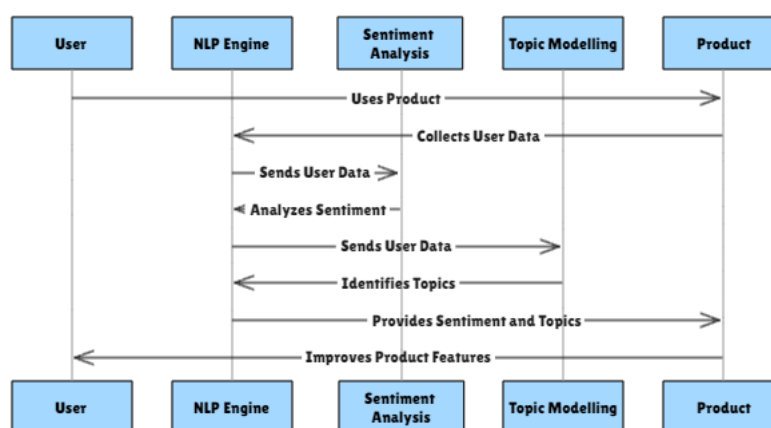 User
NLP Engine
Sentiment
Analysis
Topic Modelling
Product
Uses Product
Collects User Data
Sends User Data
Analyzes Sentiment
Sends User Data
Identifies Topics
Provides Sentiment and Topics
Improves Product Features
User
NLP Engine
Sentiment
Analysis
Topic Modelling
Product